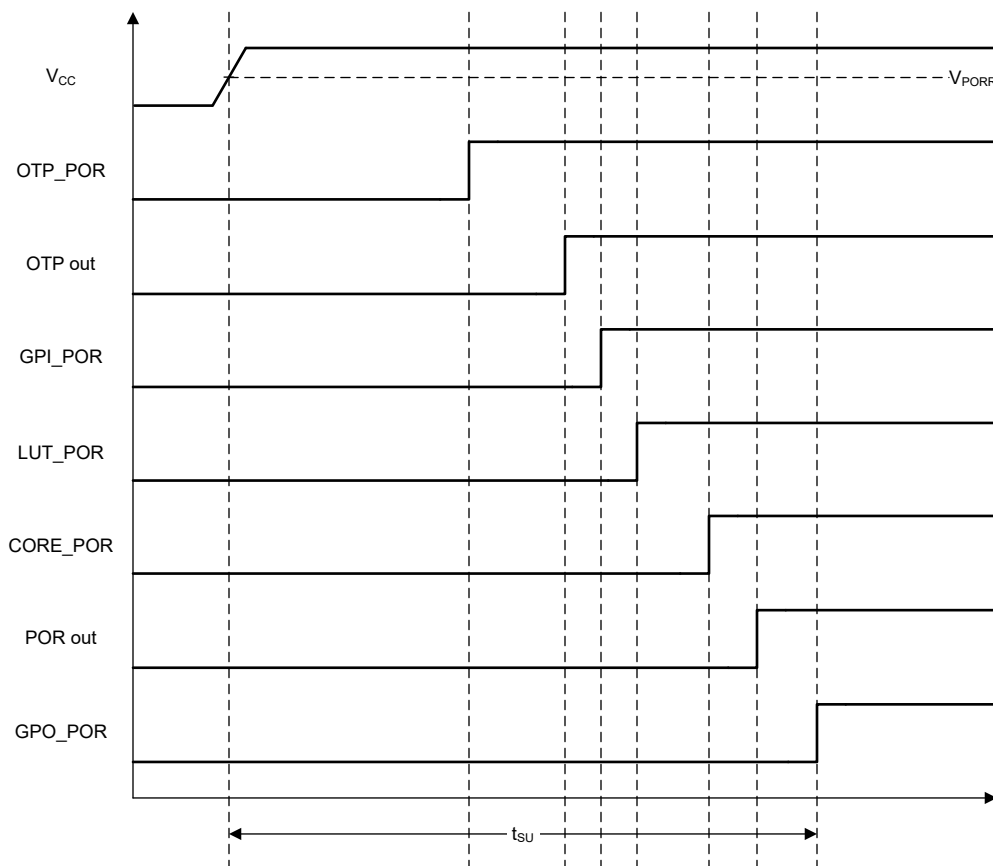 VCC
VPORR
OTP_POR
OTP out
GPI_POR
LUT_POR
CORE_POR
POR out
GPO_POR
tSU